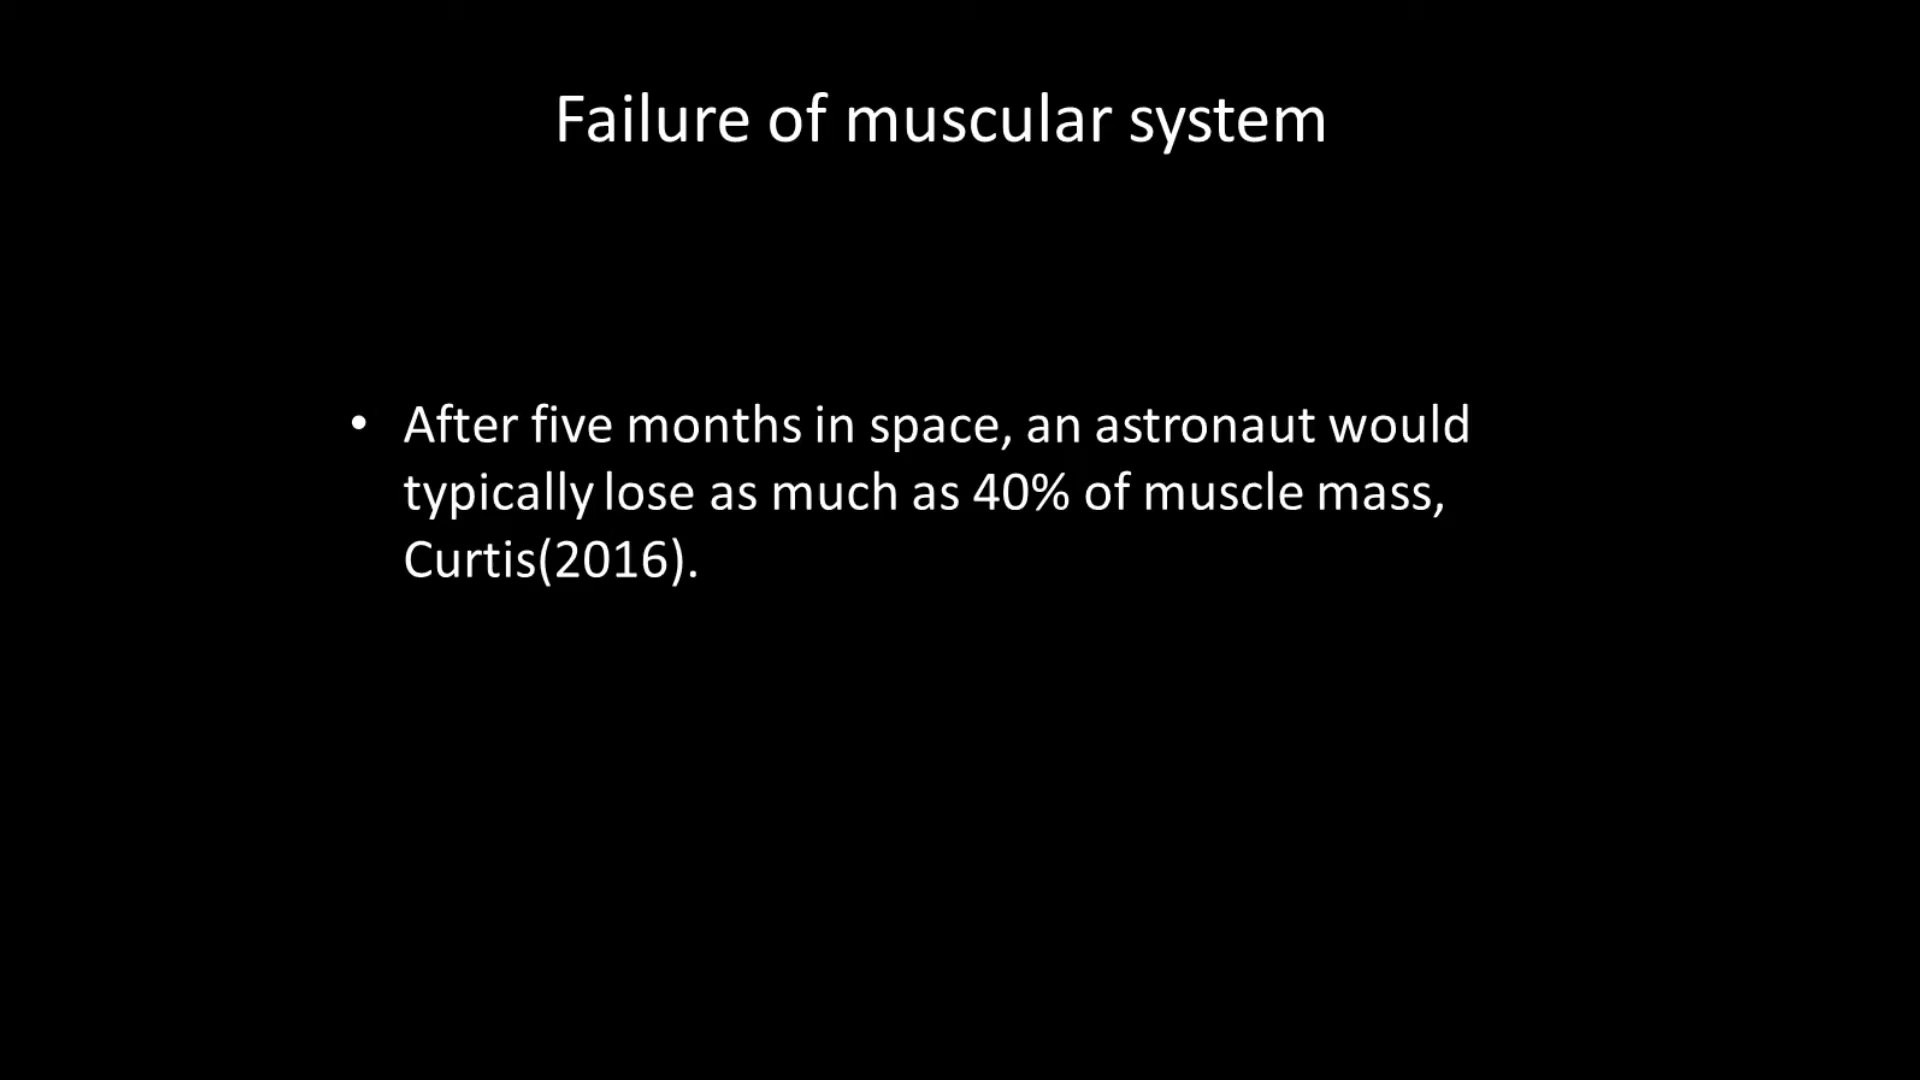 Failure of muscular system
• After five months in space, an astronaut would
typically lose as much as 40% of muscle mass,
Curtis(2016).